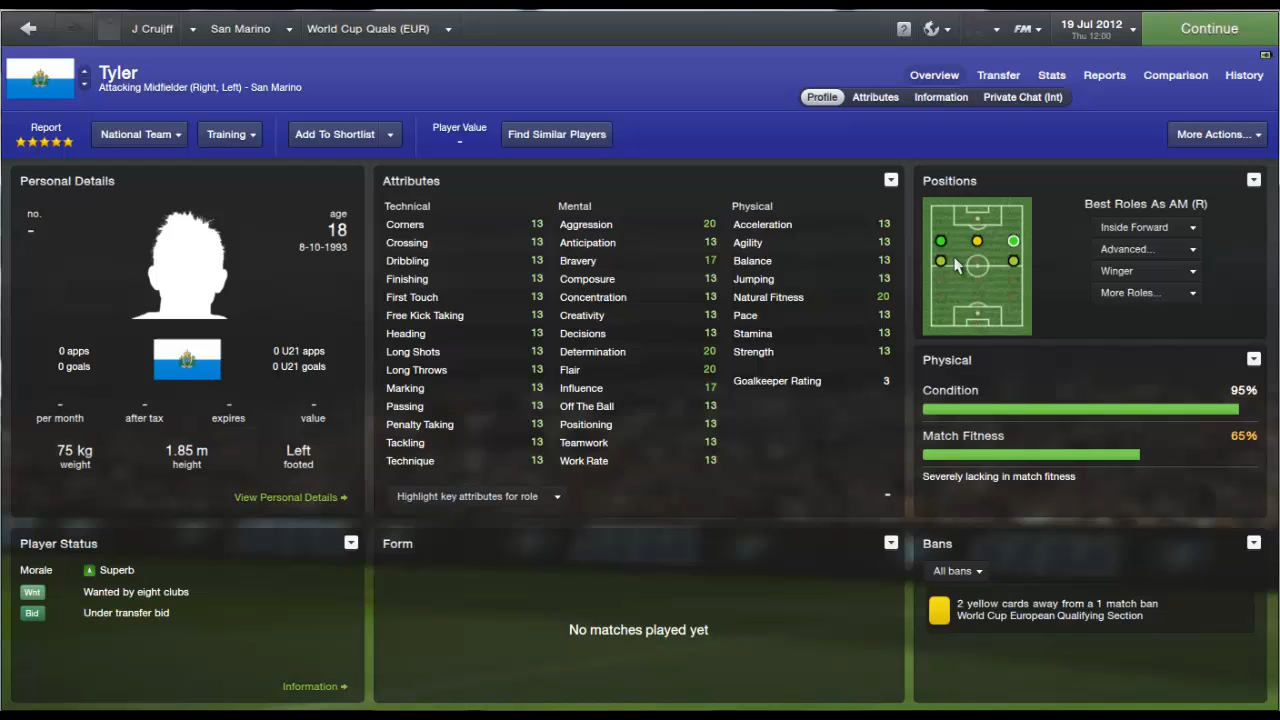 J Cruijff San Marino World Cup Quals (EUR) ? FM 19 Jul 2012 Continue
Thu 12:00
Tyler
Attacking Midfielder (Right, Left) - San Marino
Overview Transfer Stats Reports Comparison History
Profile Attributes Information Private Chat (Int)
Report
National Team Training Add To Shortlist
Player Value
-
Find Similar Players More Actions...
Personal Details
no.
-
age
18
8-10-1993
0 apps 0 U21 apps
0 goals 0 U21 goals
- - - -
per month after tax expires value
75 kg 1.85 m Left
weight height footed
View Personal Details
Attributes
Technical Mental Physical
Corners 13 Aggression 20 Acceleration 13
Crossing 13 Anticipation 13 Agility 13
Dribbling 13 Bravery 17 Balance 13
Finishing 13 Composure 13 Jumping 13
First Touch 13 Concentration 13 Natural Fitness 20
Free Kick Taking 13 Creativity 13 Pace 13
Heading 13 Decisions 13 Stamina 13
Long Shots 13 Determination 20 Strength 13
Long Throws 13 Flair 20
Goalkeeper Rating 3
Marking 13 Influence 17
Passing 13 Off The Ball 13
Penalty Taking 13 Positioning 13
Tackling 13 Teamwork 13
Technique 13 Work Rate 13
Highlight key attributes for role -
Positions
Best Roles As AM (R)
Inside Forward
Advanced...
Winger
More Roles...
Physical
Condition 95%
Match Fitness 65%
Severely lacking in match fitness
Player Status
Morale Superb
Wnt Wanted by eight clubs
Bid Under transfer bid
Information
Form
No matches played yet
Bans
All bans
2 yellow cards away from a 1 match ban
World Cup European Qualifying Section